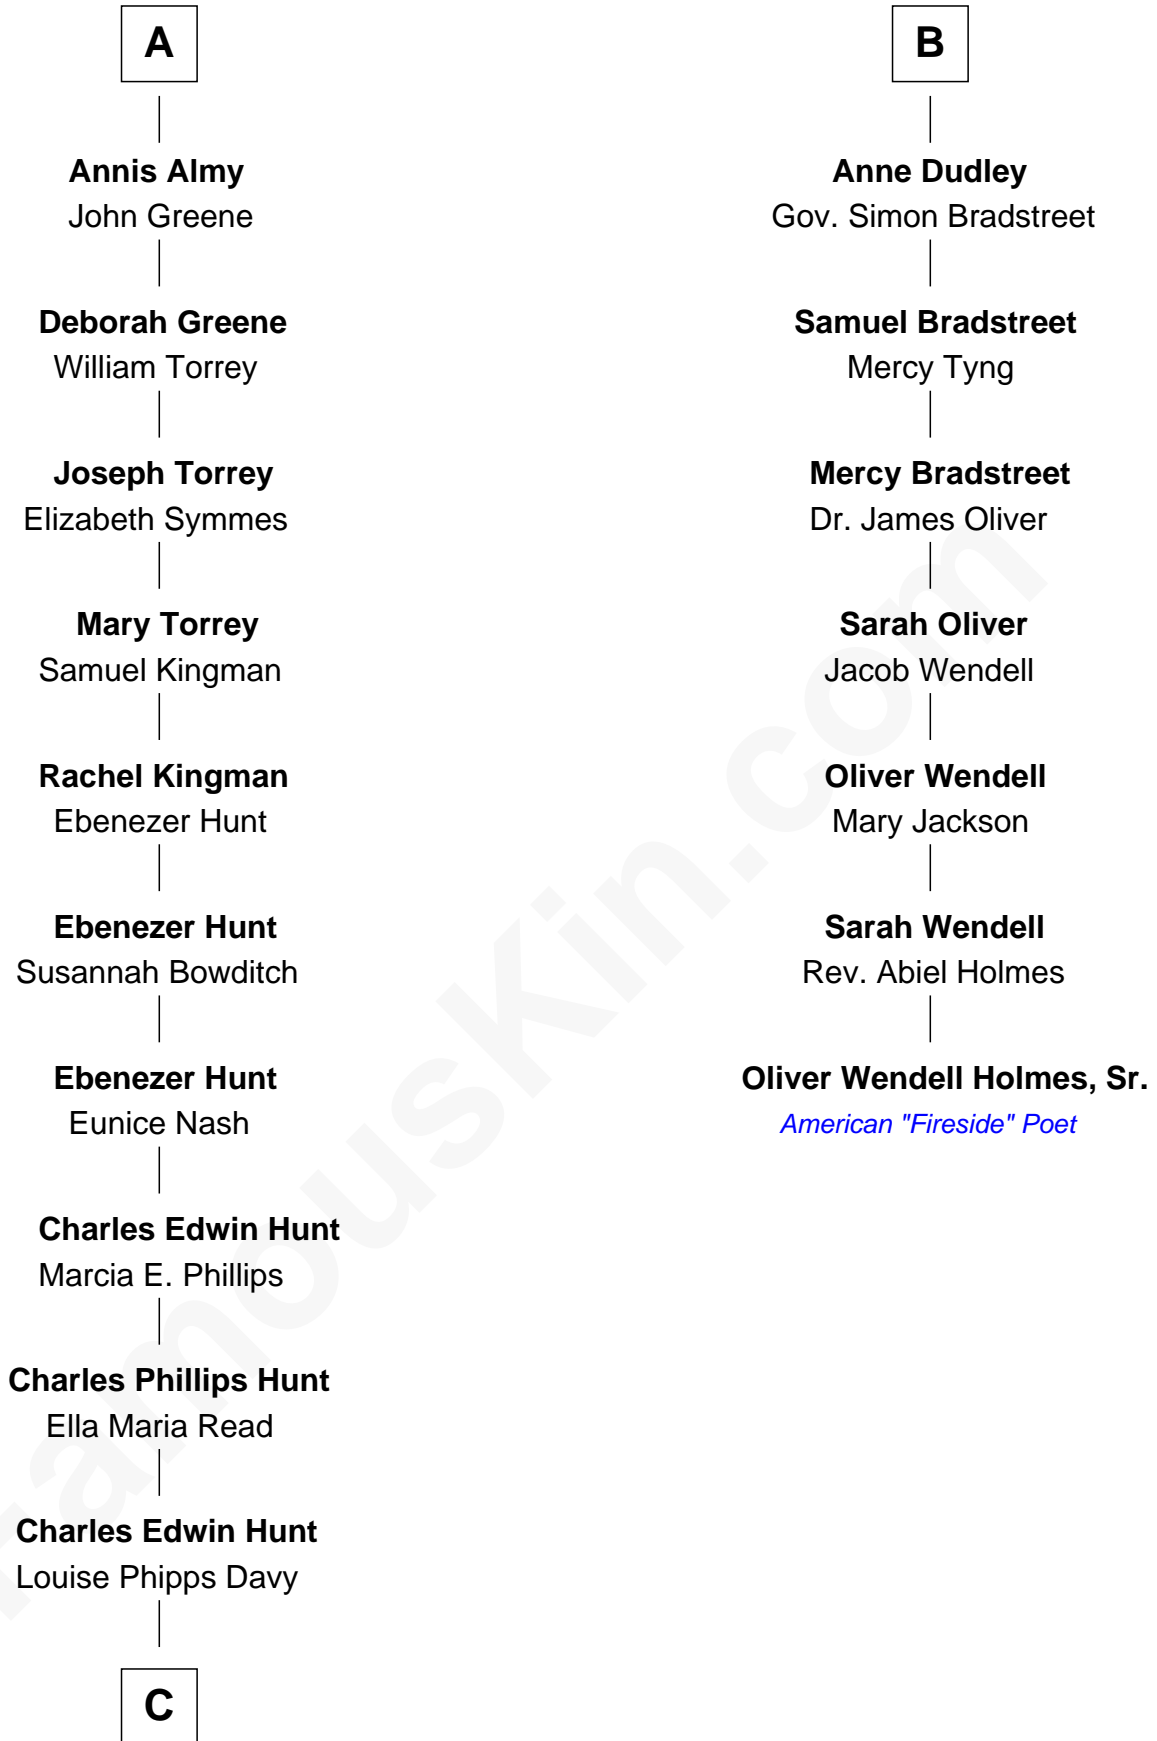 A
Annis Almy
John Greene
Deborah Greene
William Torrey
Joseph Torrey
Elizabeth Symmes
Mary Torrey
Samuel Kingman
Rachel Kingman
Ebenezer Hunt
Ebenezer Hunt
Susannah Bowditch
Ebenezer Hunt
Eunice Nash
Charles Edwin Hunt
Marcia E. Phillips
Charles Phillips Hunt
Ella Maria Read
Charles Edwin Hunt
Louise Phipps Davy
C
B
Anne Dudley
Gov. Simon Bradstreet
Samuel Bradstreet
Mercy Tyng
Mercy Bradstreet
Dr. James Oliver
Sarah Oliver
Jacob Wendell
Oliver Wendell
Mary Jackson
Sarah Wendell
Rev. Abiel Holmes
Oliver Wendell Holmes, Sr.
American "Fireside" Poet
FamousKin.com